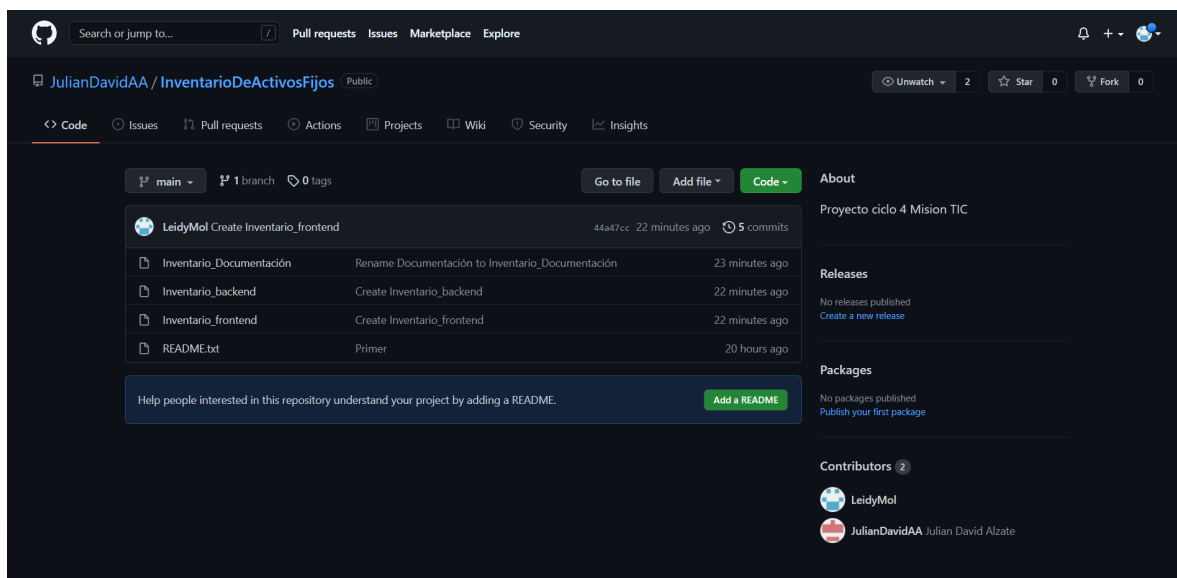 Search or jump to... / Pull requests Issues Marketplace Explore
JulianDavidAA / InventarioDeActivosFijos Public
Unwatch 2 Star 0 Fork 0
<> Code Issues Pull requests Actions Projects Wiki Security Insights
main 1 branch 0 tags Go to file Add file Code
LeidyMol Create Inventario_frontend 44a47cc 22 minutes ago 5 commits
Inventario_Documentación Rename Documentación to Inventario_Documentación 23 minutes ago
Inventario_backend Create Inventario_backend 22 minutes ago
Inventario_frontend Create Inventario_frontend 22 minutes ago
README.txt Primer 20 hours ago
Help people interested in this repository understand your project by adding a README. Add a README
About
Proyecto ciclo 4 Mision TIC
Releases
No releases published
Create a new release
Packages
No packages published
Publish your first package
Contributors 2
LeidyMol
JulianDavidAA Julian David Alzate